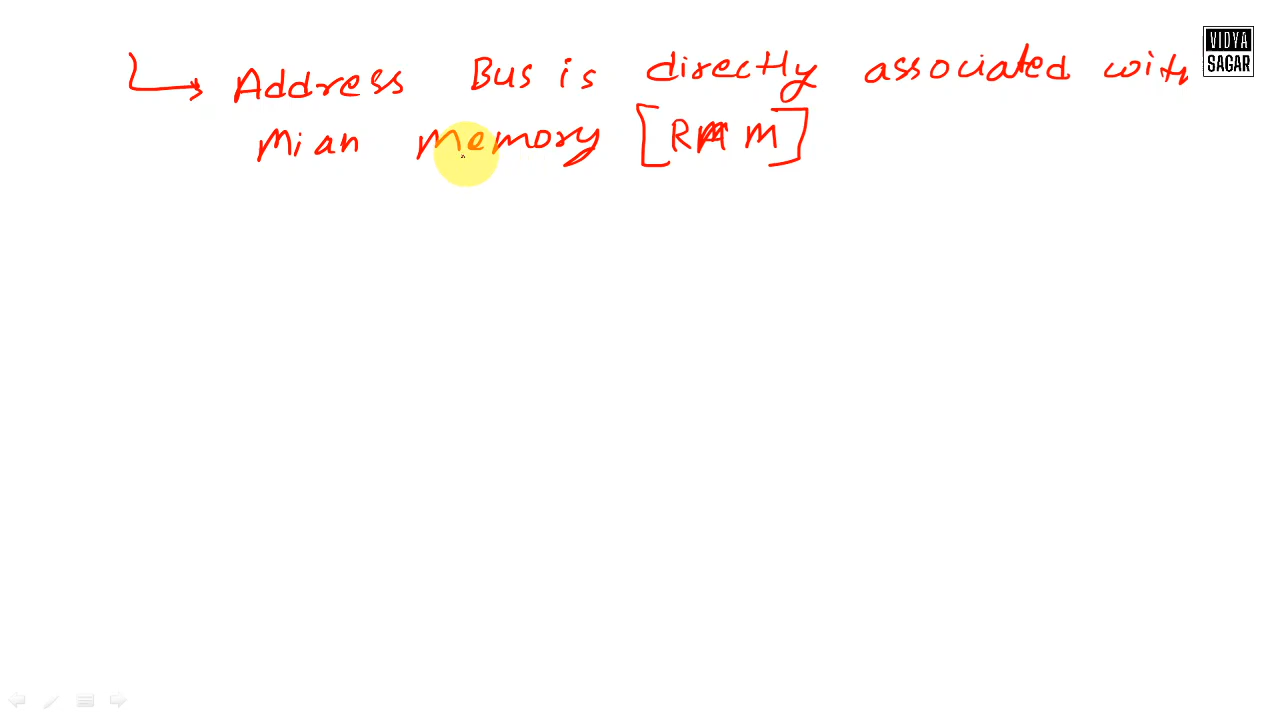 VIDYA
SAGAR
Address Bus is directly associated with
Mian Memory [RAM]